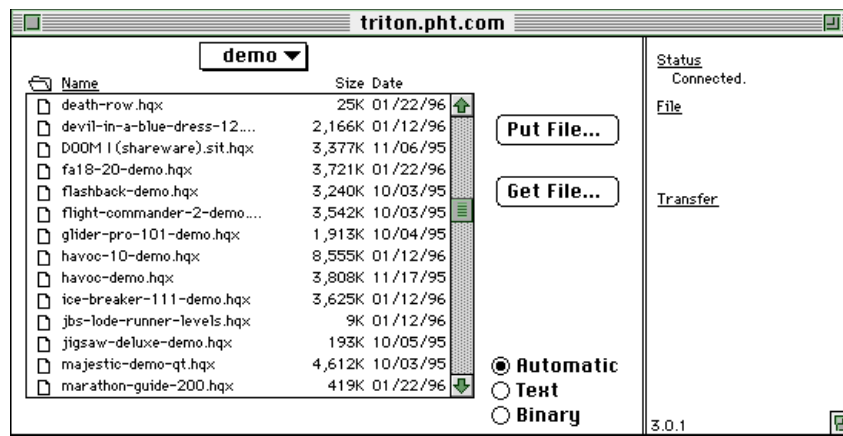 triton.pht.com
demo
Name Size Date
death-row.hqx 25K 01/22/96
devil-in-a-blue-dress-12.... 2,166K 01/12/96
DOOM I (shareware).sit.hqx 3,377K 11/06/95
fa18-20-demo.hqx 3,721K 01/22/96
flashback-demo.hqx 3,240K 10/03/95
flight-commander-2-demo.... 3,542K 10/03/95
glider-pro-101-demo.hqx 1,913K 10/04/95
havoc-10-demo.hqx 8,555K 01/12/96
havoc-demo.hqx 3,808K 11/17/95
ice-breaker-111-demo.hqx 3,625K 01/12/96
jbs-lode-runner-levels.hqx 9K 01/12/96
jigsaw-deluxe-demo.hqx 193K 10/05/95
majestic-demo-qt.hqx 4,612K 10/03/95
marathon-guide-200.hqx 419K 01/22/96
Put File...
Get File...
Automatic
Text
Binary
Status
Connected.
File
Transfer
3.0.1